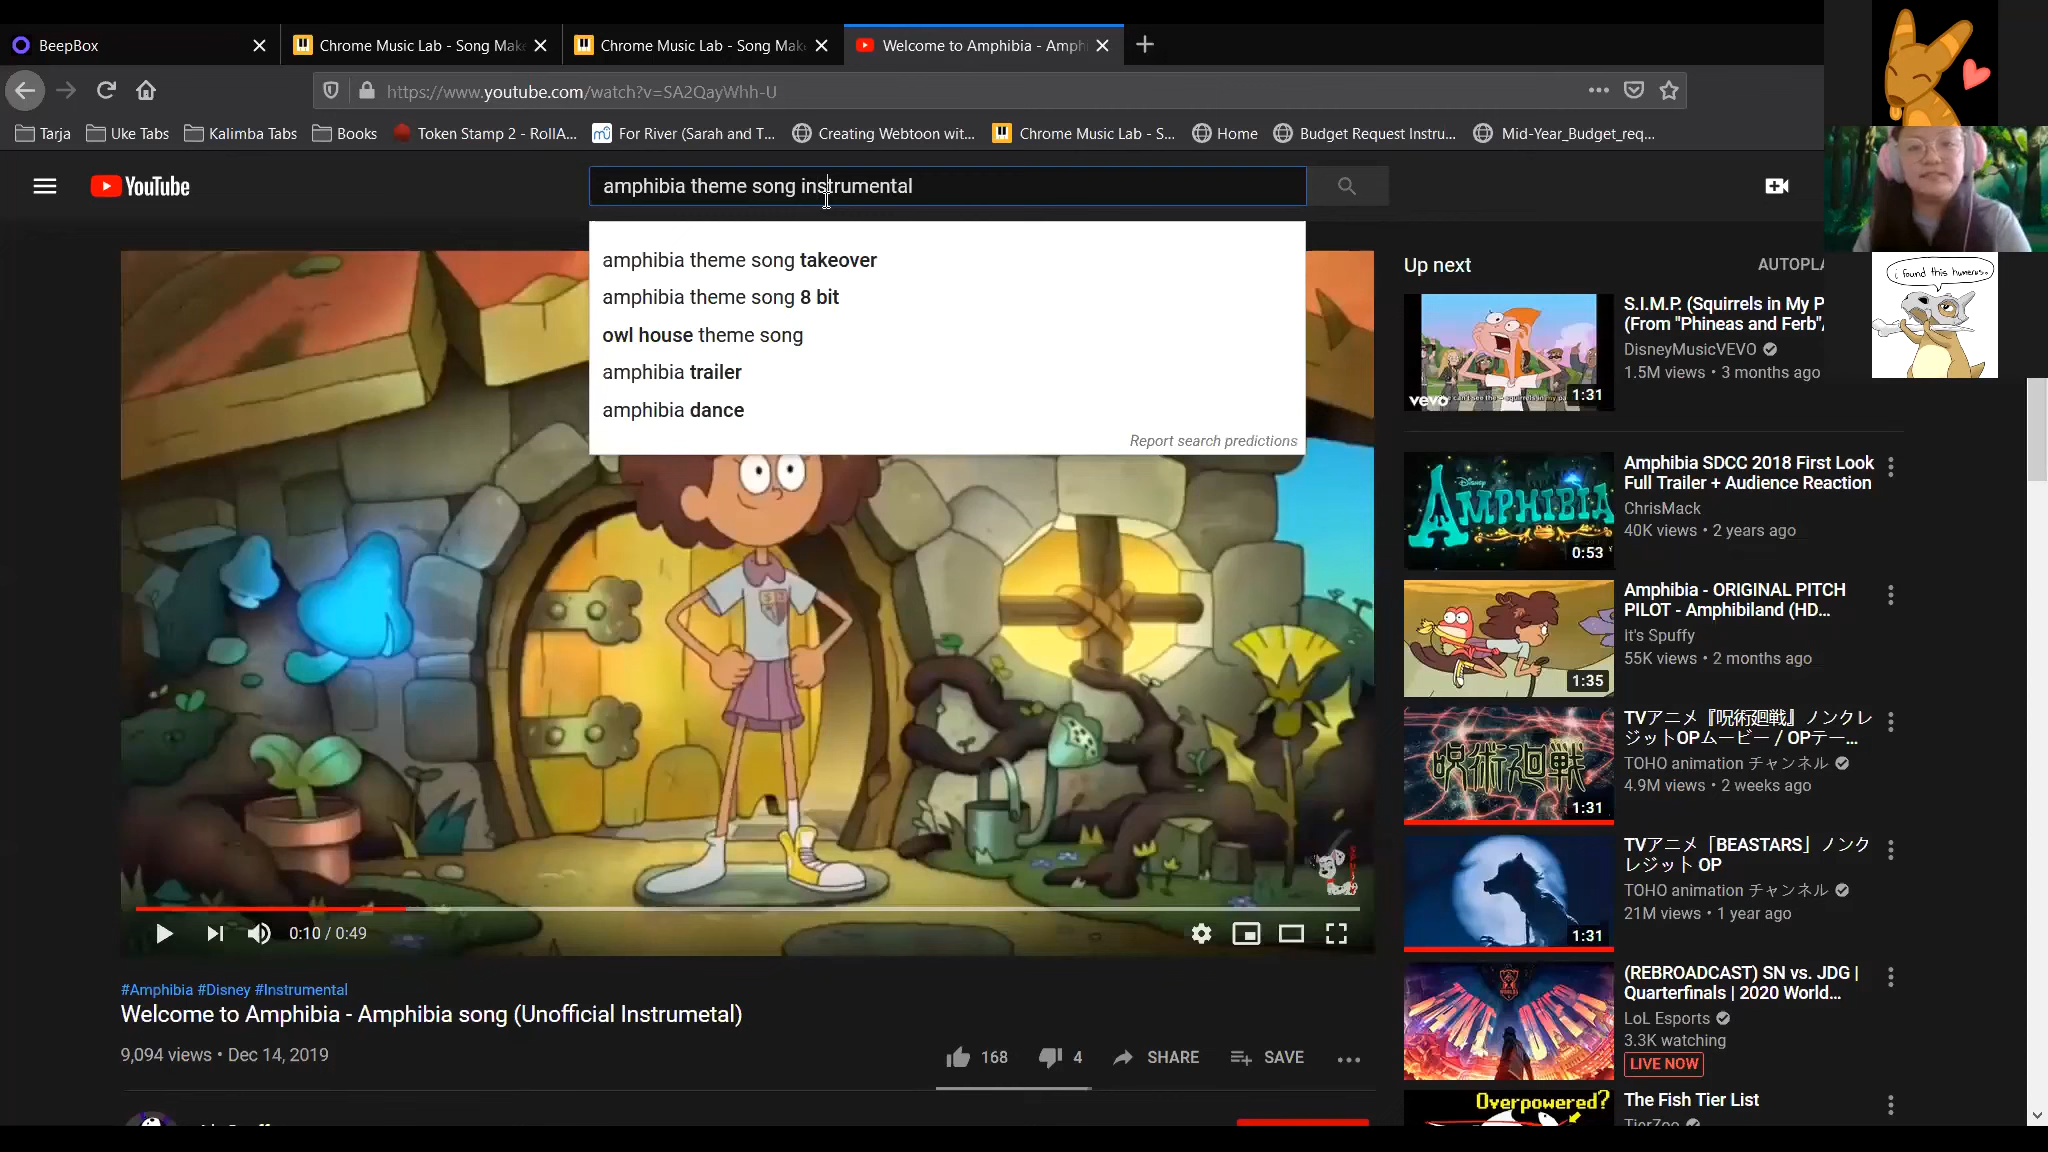 BeepBox
Chrome Music Lab - Song Make
Chrome Music Lab - Song Make
Welcome to Amphibia - Amphi
https://www.youtube.com/watch?v=SA2QayWhh-U
Tarja
Uke Tabs
Kalimba Tabs
Books
Token Stamp 2 - RollA...
For River (Sarah and T...
Creating Webtoon wit...
Chrome Music Lab - S...
Home
Budget Request Instru...
Mid-Year_Budget_req...
YouTube
amphibia theme song instrumental
amphibia theme song takeover
amphibia theme song 8 bit
owl house theme song
amphibia trailer
amphibia dance
Report search predictions
i found this humerus.
Up next
AUTOPLA
S.I.M.P. (Squirrels in My P
(From "Phineas and Ferb"/
DisneyMusicVEVO
1.5M views • 3 months ago
vevo
1:31
Amphibia SDCC 2018 First Look
Full Trailer + Audience Reaction
ChrisMack
40K views • 2 years ago
Disney
AMPHIBIA
0:53
Amphibia - ORIGINAL PITCH
PILOT - Amphibiland (HD...
It's Spuffy
55K views • 2 months ago
1:35
TVアニメ『呪術廻戦』ノンクレ
ジットOPムービー / OPテー...
TOHO animation チャンネル
4.9M views • 2 weeks ago
呪術廻戦
1:31
TVアニメ「BEASTARS」ノンク
レジット OP
TOHO animation チャンネル
21M views • 1 year ago
1:31
(REBROADCAST) SN vs. JDG |
Quarterfinals | 2020 World...
LoL Esports
3.3K watching
LIVE NOW
Overpowered?
The Fish Tier List
TierZoo
0:10 / 0:49
#Amphibia #Disney #Instrumental
Welcome to Amphibia - Amphibia song (Unofficial Instrumetal)
9,094 views • Dec 14, 2019
168
4
SHARE
SAVE